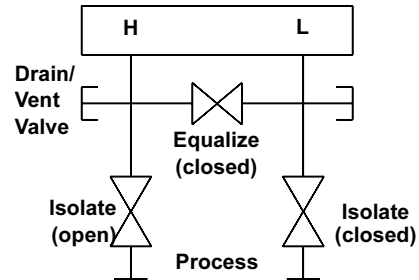 H
L
Drain/
Vent
Valve
Equalize
(closed)
Isolate
(open)
Isolate
(closed)
Process